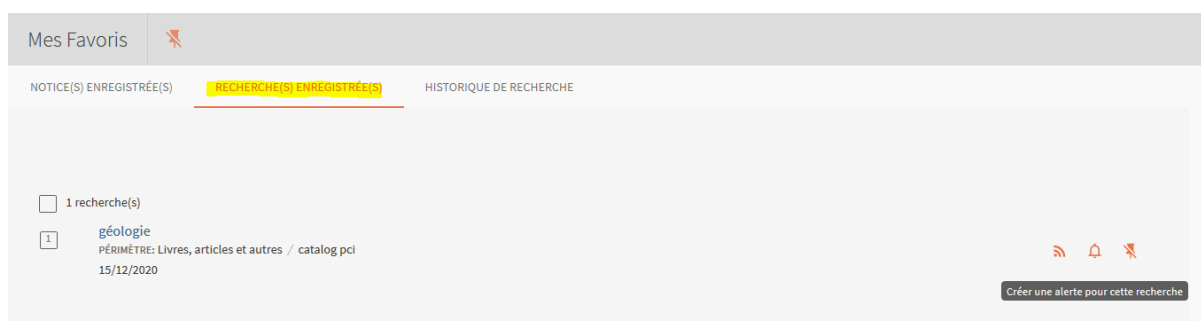 Mes Favoris
NOTICE(S) ENREGISTRÉE(S) RECHERCHE(S) ENREGISTRÉE(S) HISTORIQUE DE RECHERCHE
1 recherche(s)
1 géologie
PÉRIMÈTRE: Livres, articles et autres / catalog pci
15/12/2020
Créer une alerte pour cette recherche